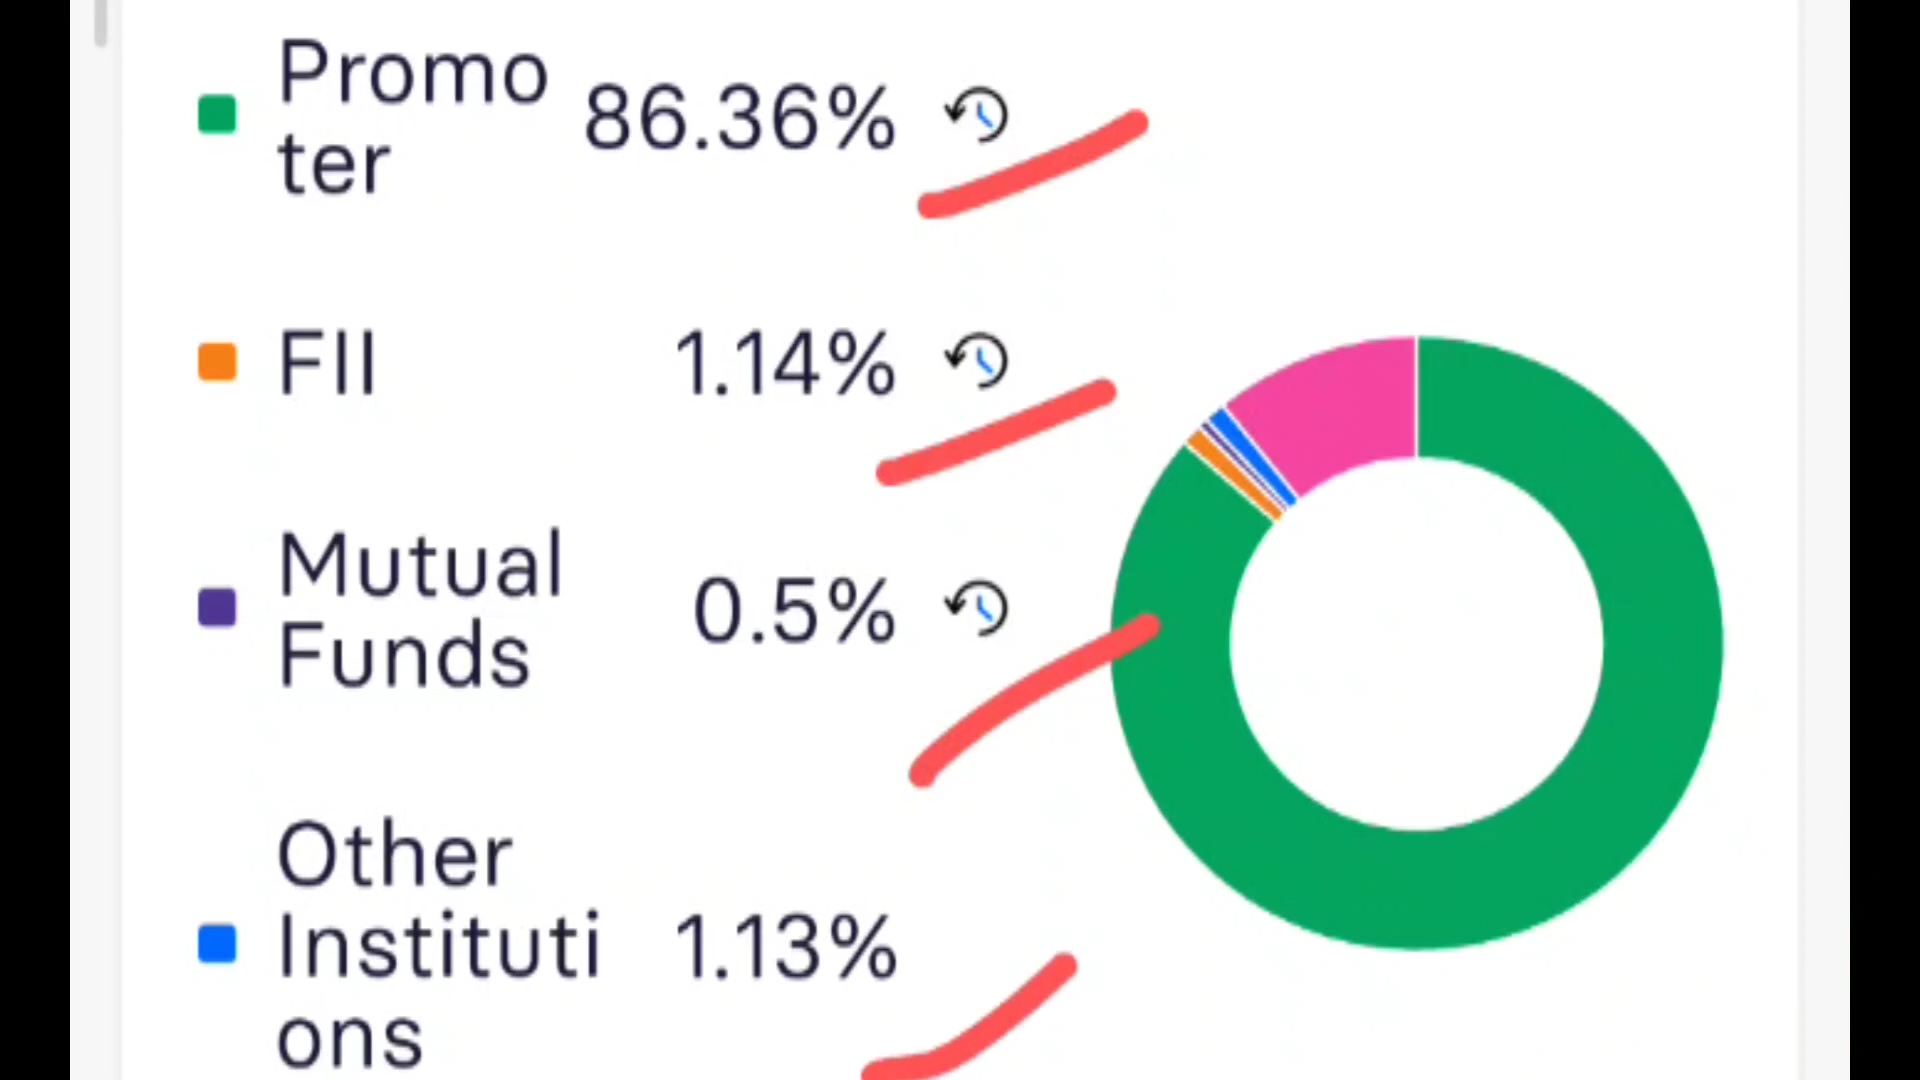 Promo
ter
86.36%
FII 1.14%
Mutual
Funds
0.5%
Other
Instituti
ons
1.13%